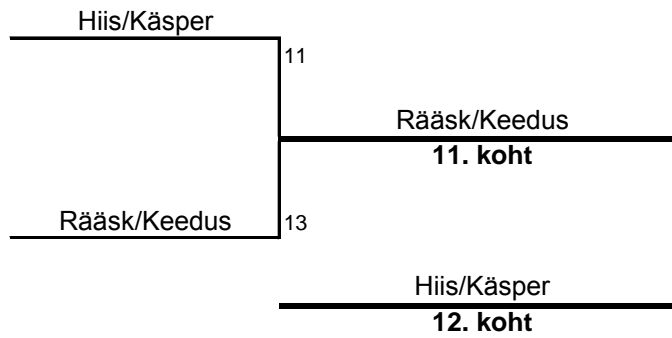 Hiis/Käsper
11
Rääsk/Keedus
11. koht
Rääsk/Keedus
13
Hiis/Käsper
12. koht